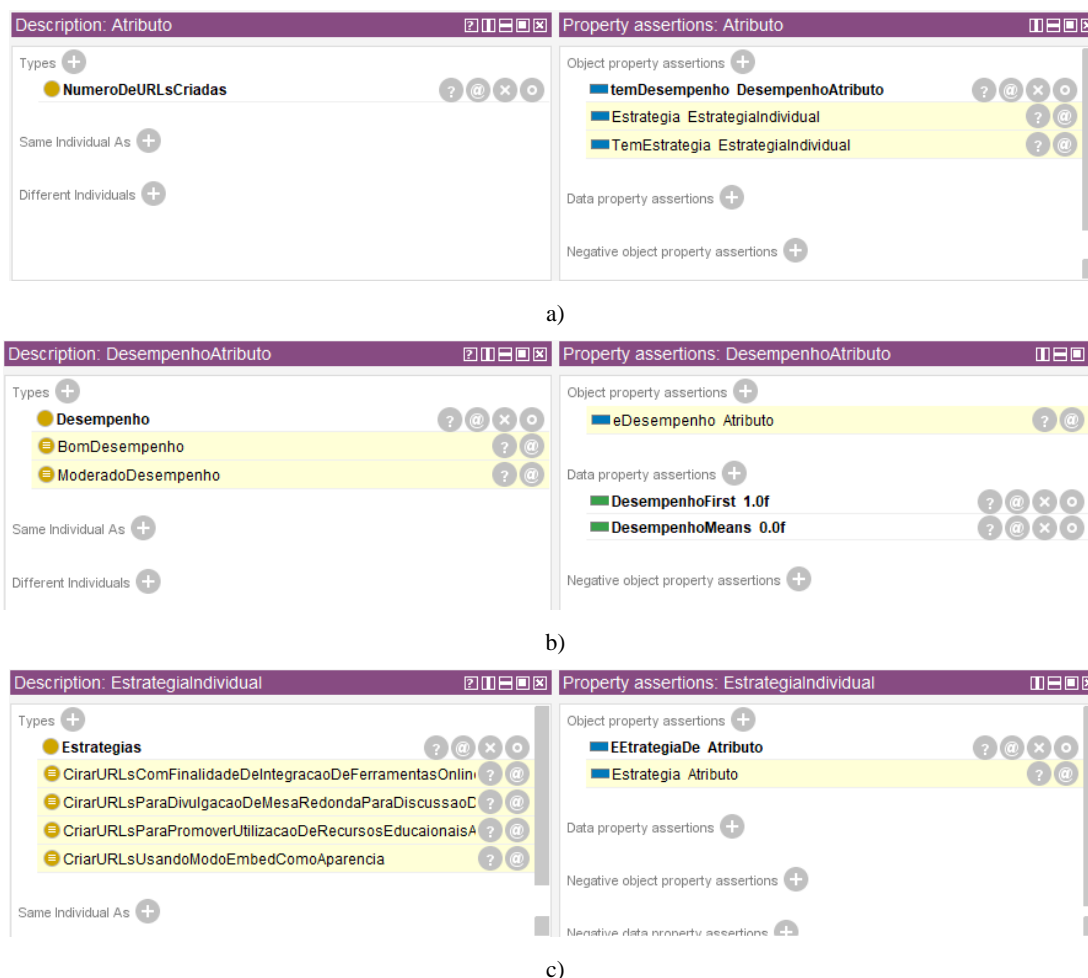 Description: Atributo
Types
NumeroDeURLsCriadas
Same Individual As
Different Individuals
Property assertions: Atributo
Object property assertions
temDesempenho DesempenhoAtributo
Estrategia EstrategiaIndividual
TemEstrategia EstrategiaIndividual
Data property assertions
Negative object property assertions
a)
Description: DesempenhoAtributo
Types
Desempenho
BomDesempenho
ModeradoDesempenho
Same Individual As
Different Individuals
Property assertions: DesempenhoAtributo
Object property assertions
eDesempenho Atributo
Data property assertions
DesempenhoFirst 1.0f
DesempenhoMeans 0.0f
Negative object property assertions
b)
Description: EstrategiaIndividual
Types
Estrategias
CirarURLsComFinalidadeDeIntegracaoDeFerramentasOnlin
CirarURLsParaDivulgacaoDeMesaRedondaParaDiscussaoD
CriarURLsParaPromoverUtilizacaoDeRecursosEducaionaisA
CriarURLsUsandoModoEmbedComoAparencia
Same Individual As
Property assertions: EstrategiaIndividual
Object property assertions
EEtrategiaDe Atributo
Estrategia Atributo
Data property assertions
Negative object property assertions
Negative data property assertions
c)